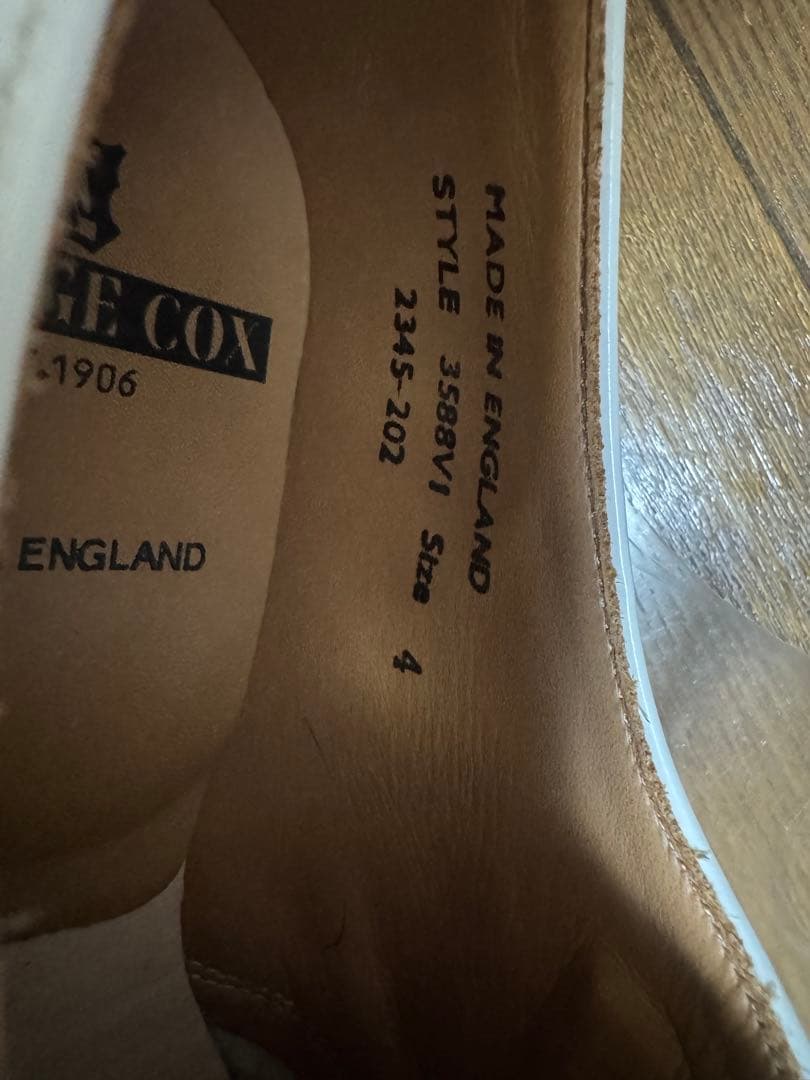 GE COX
.1906
ENGLAND
MADE IN ENGLAND
STYLE 3588V1 Size 4
2345-202